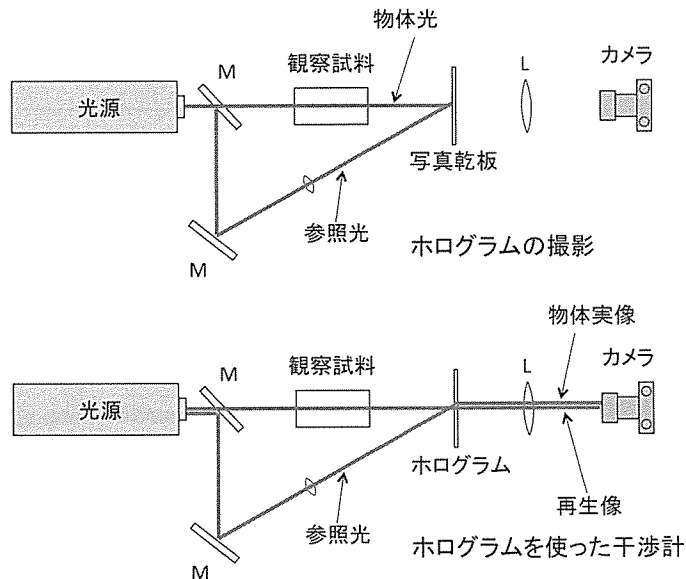 物体光
M
観察試料
L
カメラ
光源
写真乾板
参照光
M
ホログラムの撮影
物体実像
M
観察試料
L
カメラ
光源
ホログラム
参照光
再生像
M
ホログラムを使った干渉計